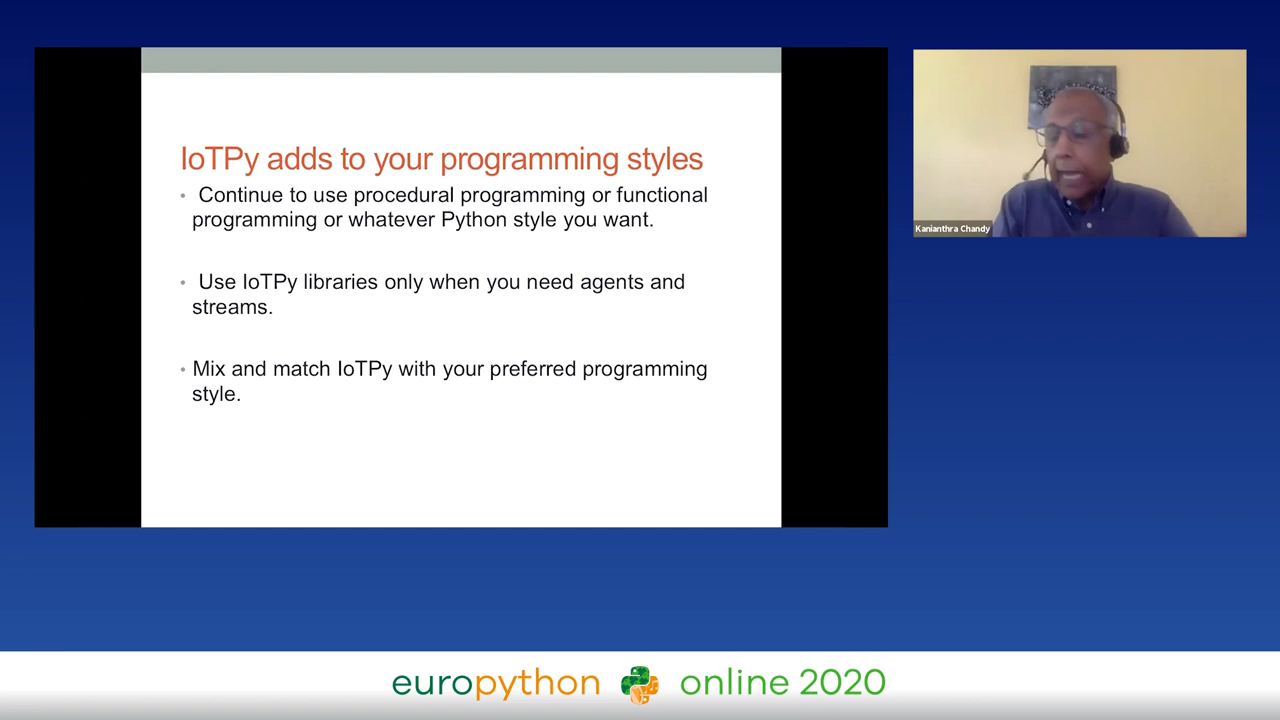 IoTPy adds to your programming styles
• Continue to use procedural programming or functional
programming or whatever Python style you want.
• Use IoTPy libraries only when you need agents and
streams.
• Mix and match IoTPy with your preferred programming
style.
Kanianthra Chandy
europython online 2020